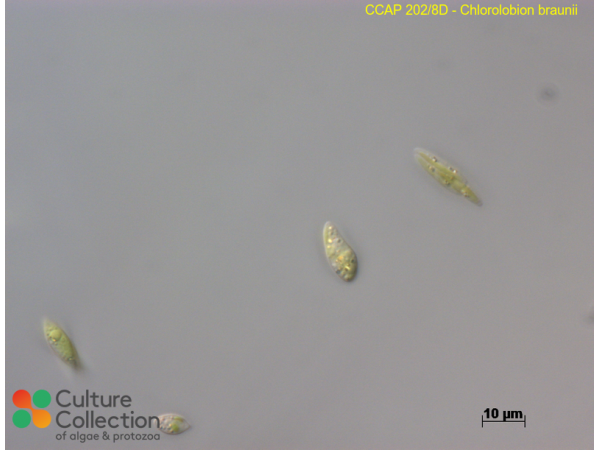 CCAP 202/8D - Chlorolobion braunii
Culture
Collection
of algae & protozoa
10 µm